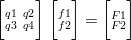 [q1 q2
q3 q4] [f1
f2] = [F1
F2]